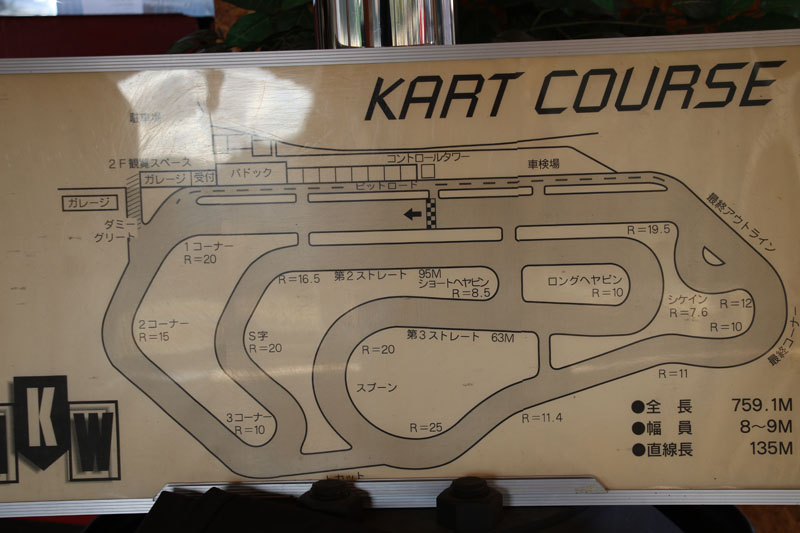 KART COURSE
駐車場
2F観覧スペース
コントロールタワー
車検場
ガレージ
受付
パドック
ピットロード
ガレージ
ダミー
グリッド
最終アウトライン
1コーナー
R=20
R=19.5
R=16.5
第2ストレート
95M
ショートヘヤピン
R=8.5
ロングヘヤピン
R=10
シケイン
R=7.6
R=12
R=10
2コーナー
R=15
S字
R=20
R=20
第3ストレート
63M
最終コーナー
スプーン
R=11
3コーナー
R=10
R=25
R=11.4
●全長 759.1M
●幅員 8〜9M
●直線長 135M
K
W